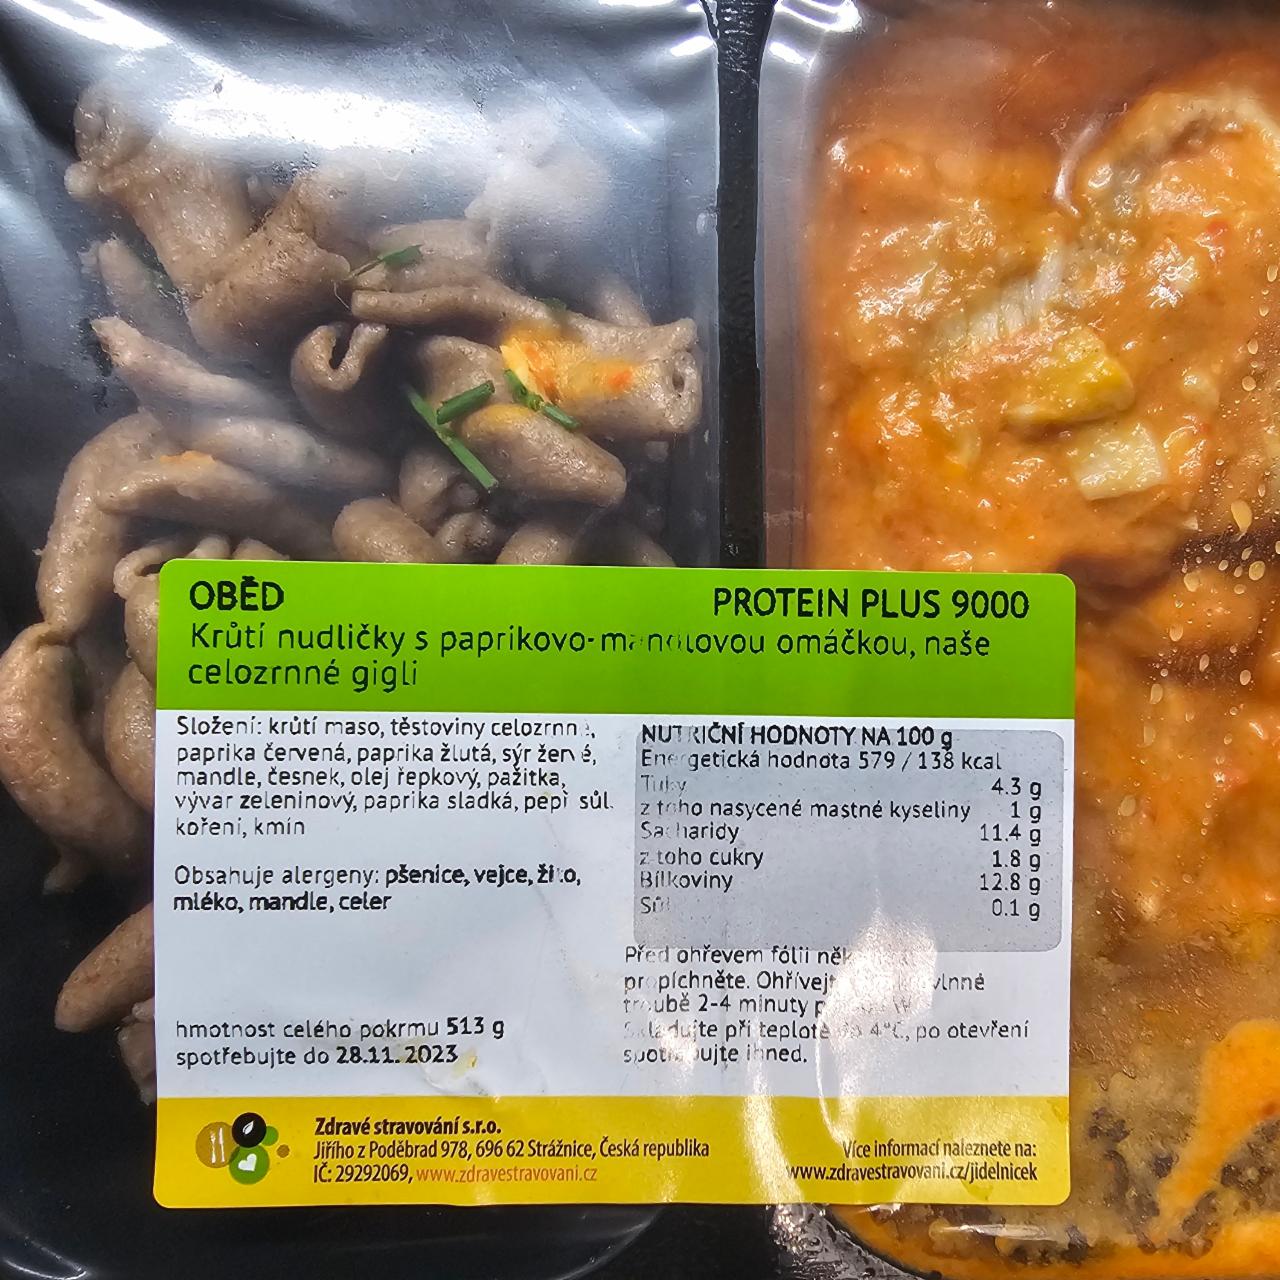 OBĚD
PROTEIN PLUS 9000
Krůtí nudličky s paprikovo-mandlovou omáčkou, naše
celozrnné gigli
Složení: krůtí maso, těstoviny celozrnné,
paprika červená, paprika žlutá, sýr
mandle, česnek, olej řepkový, pažitka,
vývar zeleninový, paprika sladká, pepř sůl.
koření, kmín
Obsahuje alergeny: pšenice, vejce, žito,
mléko, mandle, celer
hmotnost celého pokrmu 513 g
spotřebujte do 28.11. 2023
NUTRIČNÍ HODNOTY NA 100 g
Energetická hodnota 579 / 138 kcal
Tuky 4.3 g
z toho nasycené mastné kyseliny 1 g
Sacharidy 11.4 g
z toho cukry 1.8 g
Bílkoviny 12.8 g
Sůl 0.1 g
Před ohřevem fólii
propíchněte. Ohřívejte
troubě 2-4 minuty
Skladujte při teplotě do 4°C, po otevření
spotřebujte ihned.
Zdravé stravování s.r.o.
Jiřího z Poděbrad 978, 696 62 Strážnice, Česká republika
IČ: 29292069, www.zdravestravovani.cz
Více informací naleznete na:
www.zdravestravovani.cz/jidelnicek